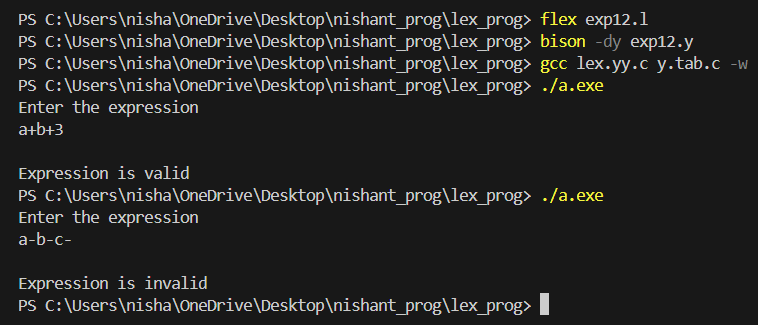 PS C:\Users\nisha\OneDrive\Desktop\nishant_prog\lex_prog> flex exp12.l
PS C:\Users\nisha\OneDrive\Desktop\nishant_prog\lex_prog> bison -dy exp12.y
PS C:\Users\nisha\OneDrive\Desktop\nishant_prog\lex_prog> gcc lex.yy.c y.tab.c -w
PS C:\Users\nisha\OneDrive\Desktop\nishant_prog\lex_prog> ./a.exe
Enter the expression
a+b+3
Expression is valid
PS C:\Users\nisha\OneDrive\Desktop\nishant_prog\lex_prog> ./a.exe
Enter the expression
a-b-c-
Expression is invalid
PS C:\Users\nisha\OneDrive\Desktop\nishant_prog\lex_prog>